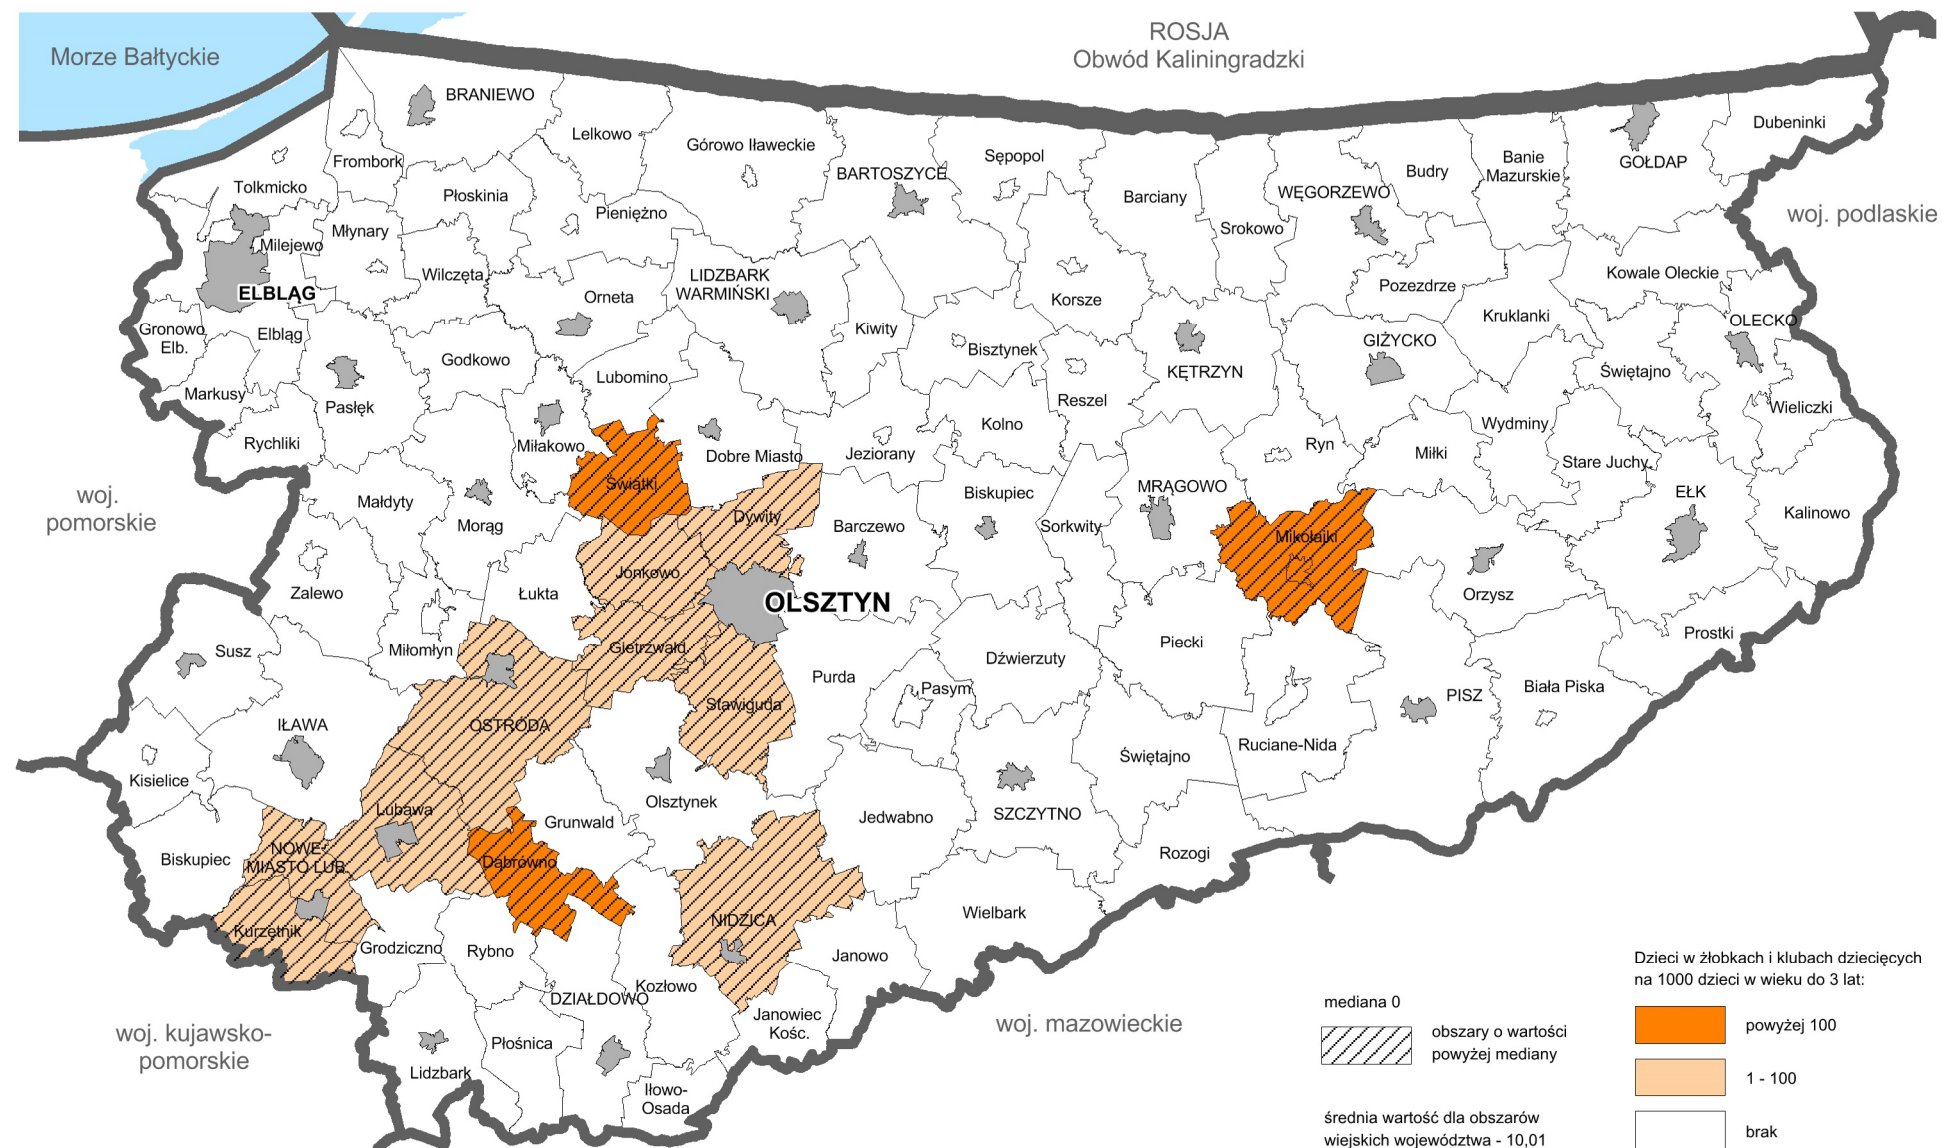 Morze Bałtyckie
ROSJA
Obwód Kaliningradzki
BRANIEWO
Lelkowo
Górowo Iławeckie
Sępopol
Banie
Mazurskie
GOŁDAP
Dubeninki
Frombork
BARTOSZYCE
Barciany
WĘGORZEWO
Budry
Tolkmicko
Płoskinia
Pieniężno
Srokowo
woj. podlaskie
Młynary
Milejewo
Wilczęta
LIDZBARK
WARMIŃSKI
Kowale Oleckie
ELBLĄG
Orneta
Korsze
Pozezdrze
Kruklanki
OLECKO
Gronowo
Elb.
Elbląg
Kiwity
Bisztynek
GIŻYCKO
Godkowo
Lubomino
KĘTRZYN
Świętajno
Markusy
Pasłęk
Reszel
Wieliczki
Rychliki
Miłakowo
Dobre Miasto
Jeziorany
Kolno
Ryn
Miłki
Wydminy
Stare Juchy
woj.
pomorskie
Małdyty
Morąg
Świątki
Dywity
Barczewo
Biskupiec
Sorkwity
MRĄGOWO
Mikołajki
EŁK
Kalinowo
Zalewo
Łukta
Jonkowo
OLSZTYN
Orzysz
Susz
Miłomłyn
Gietrzwałd
Purda
Dźwierzuty
Piecki
Prostki
Pasym
PISZ
Biała Piska
IŁAWA
OSTRÓDA
Stawiguda
Kisielice
Świętajno
Ruciane-Nida
Lubawa
Olsztynek
Grunwald
Jedwabno
SZCZYTNO
Biskupiec
NOWE-
MIASTO LUB.
Dąbrówno
Rozogi
Kurzętnik
NIDZICA
Wielbark
Grodziczno
Rybno
Janowo
Kozłowo
DZIAŁDOWO
Janowiec
Kośc.
woj. mazowieckie
woj. kujawsko-
pomorskie
Płośnica
Lidzbark
Iłowo-
Osada
mediana 0
obszary o wartości
powyżej mediany
średnia wartość dla obszarów
wiejskich województwa - 10,01
Dzieci w żłobkach i klubach dziecięcych
na 1000 dzieci w wieku do 3 lat:
powyżej 100
1 - 100
brak